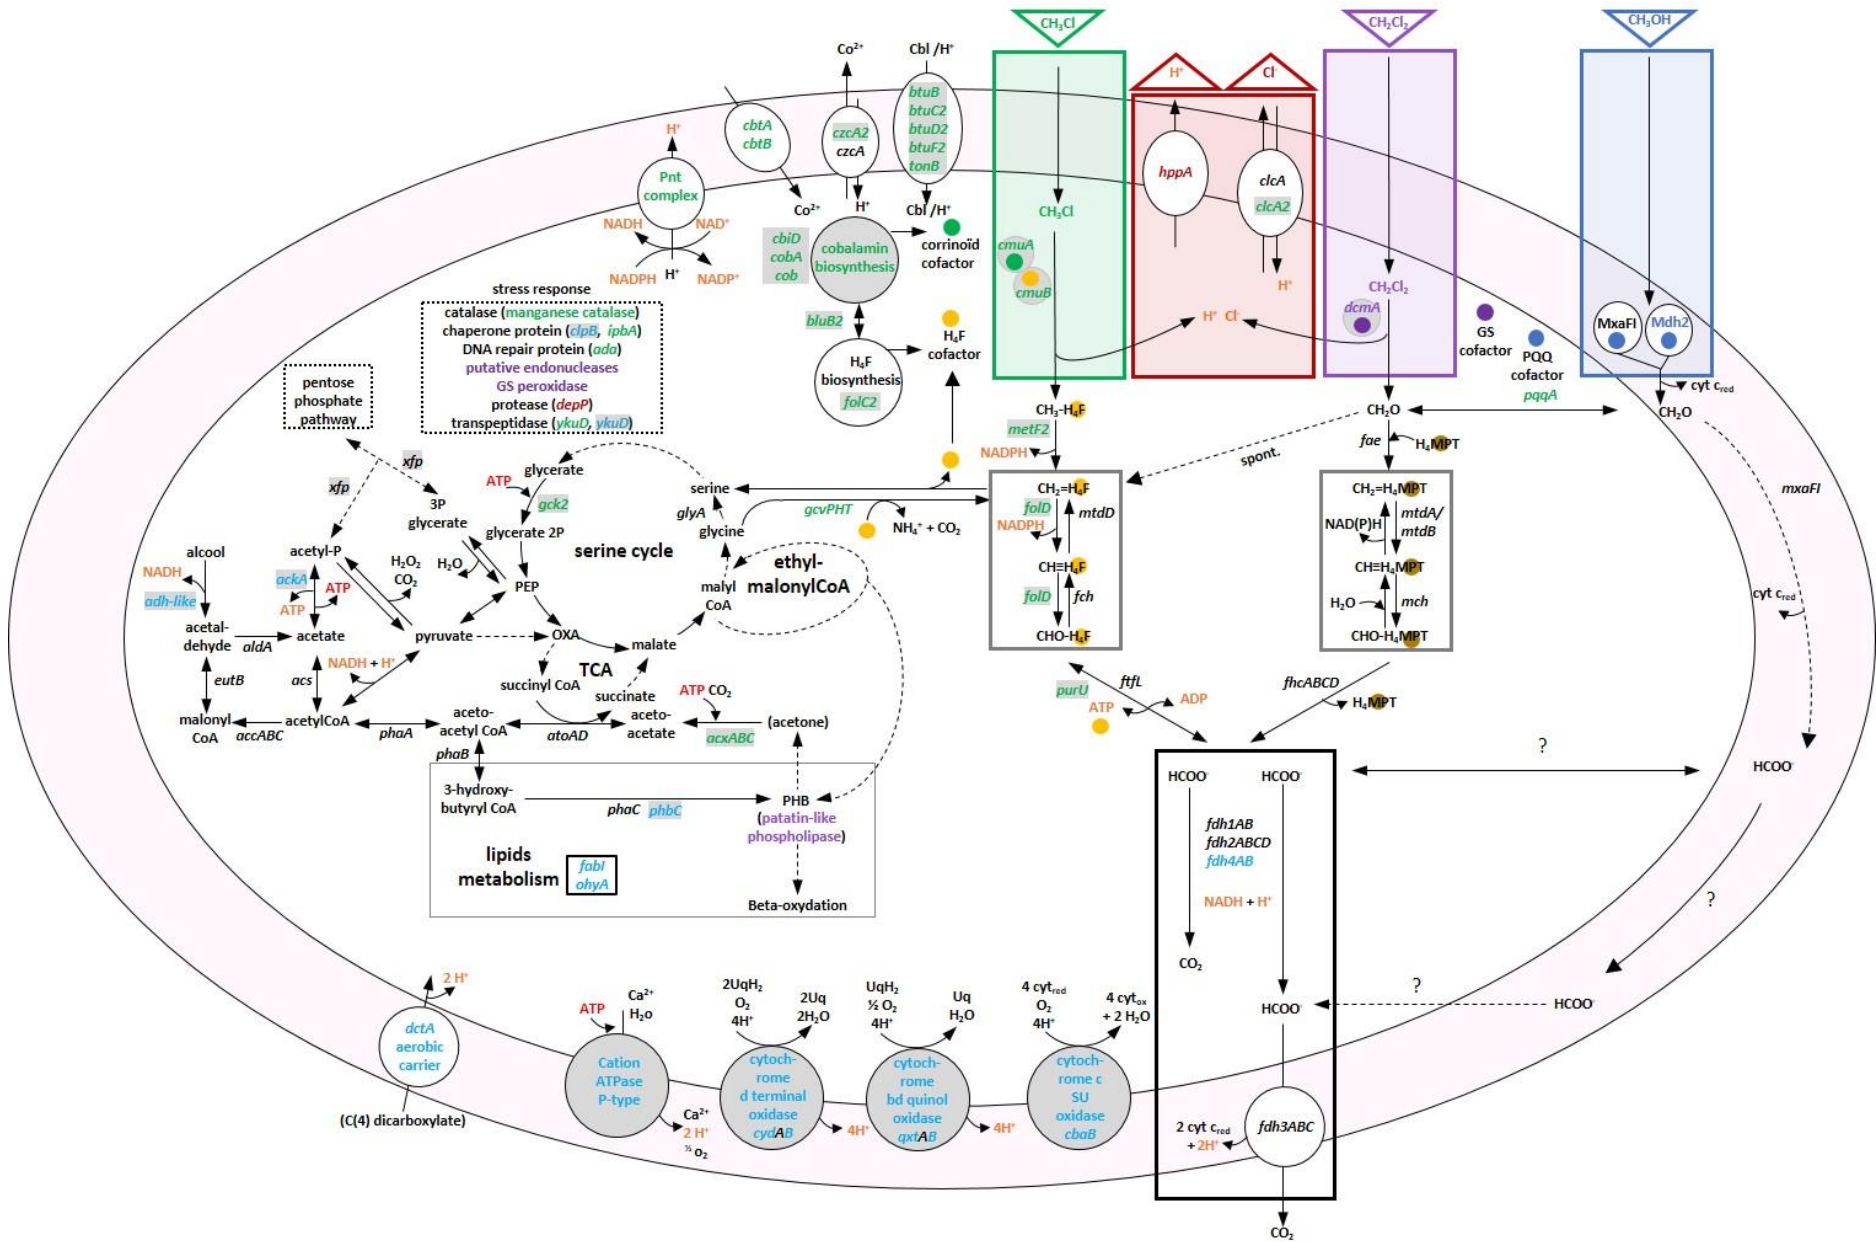 CH₃Cl
CH₂Cl₂
CH₃OH
H⁺
Cl⁻
Co²⁺
Cbl /H⁺
cbtA
cbtB
czcA2
czcA
btuB
btuC2
btuD2
btuF2
tonB
hppA
clcA
clcA2
H⁺
Pnt
complex
NADH
NAD⁺
NADPH
H⁺
NADP⁺
Co²⁺
H⁺
Cbl /H⁺
cbiD
cobA
cob
cobalamin
biosynthesis
corrinoïd
cofactor
CH₃Cl
cmuA
cmuB
H⁺
H⁺ Cl⁻
CH₂Cl₂
dcmA
GS
cofactor
PQQ
cofactor
pqqA
MxaFI
Mdh2
cyt c red
CH₂O
stress response
catalase (manganese catalase)
chaperone protein (clpB, ipbA)
DNA repair protein (ada)
putative endonucleases
GS peroxidase
protease (depP)
transpeptidase (ykuD, ykuD)
bluB2
H₄F
biosynthesis
folC2
H₄F
cofactor
pentose
phosphate
pathway
CH₃-H₄F
metF2
NADPH
CH₂O
fae
H₄MPT
spont.
xfp
xfp
3P
glycerate
glycerate
ATP
gck2
glycerate 2P
serine
glyA
glycine
gcvPHT
NH₄⁺ + CO₂
serine cycle
ethyl-
malonylCoA
malyl
CoA
CH₂=H₄F
folD
mtdD
NADPH
CH≡H₄F
folD
fch
CHO-H₄F
CH₂=H₄MPT
NAD(P)H
mtdA/
mtdB
CH≡H₄MPT
H₂O
mch
CHO-H₄MPT
mxaFI
cyt c red
alcool
NADH
adh-like
acetal-
dehyde
aldA
acetyl-P
ackA
ATP
ATP
acetate
H₂O₂
CO₂
H₂O
PEP
pyruvate
OXA
malate
TCA
succinyl CoA
succinate
NADH + H⁺
eutB
acs
malonyl
CoA
accABC
acetylCoA
phaA
aceto-
acetyl CoA
atoAD
aceto-
acetate
ATP CO₂
acxABC
(acetone)
phaB
3-hydroxy-
butyryl CoA
phaC
phbC
PHB
(patatin-like
phospholipase)
lipids
metabolism
fabI
ohyA
Beta-oxydation
purU
ftfL
ATP
ADP
fhcABCD
H₄MPT
HCOO⁻
HCOO⁻
fdh1AB
fdh2ABCD
fdh4AB
NADH + H⁺
CO₂
HCOO⁻
?
HCOO⁻
?
?
HCOO⁻
fdh3ABC
2 cyt c red
+ 2H⁺
CO₂
2 H⁺
dctA
aerobic
carrier
(C(4) dicarboxylate)
ATP
Ca²⁺
H₂o
Cation
ATPase
P-type
Ca²⁺
2 H⁺
½ O₂
2UqH₂
O₂
4H⁺
2Uq
2H₂O
cytoch-
rome
d terminal
oxidase
cydAB
4H⁺
UqH₂
½ O₂
4H⁺
Uq
H₂O
cytoch-
rome
bd quinol
oxidase
qxtAB
4H⁺
4 cyt red
O₂
4H⁺
4 cyt ox
+ 2 H₂O
cytoch-
rome c
SU
oxidase
cbaB